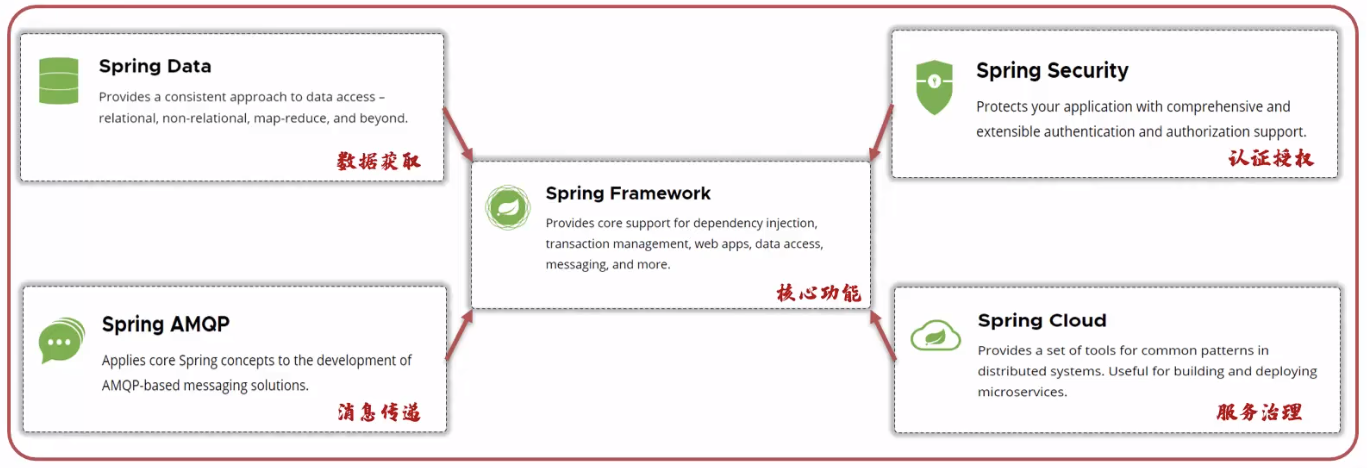 Spring Data
Provides a consistent approach to data access –
relational, non-relational, map-reduce, and beyond.
数据获取
Spring Security
Protects your application with comprehensive and
extensible authentication and authorization support.
认证授权
Spring Framework
Provides core support for dependency injection,
transaction management, web apps, data access,
messaging, and more.
核心功能
Spring AMQP
Applies core Spring concepts to the development of
AMQP-based messaging solutions.
消息传递
Spring Cloud
Provides a set of tools for common patterns in
distributed systems. Useful for building and deploying
microservices.
服务治理